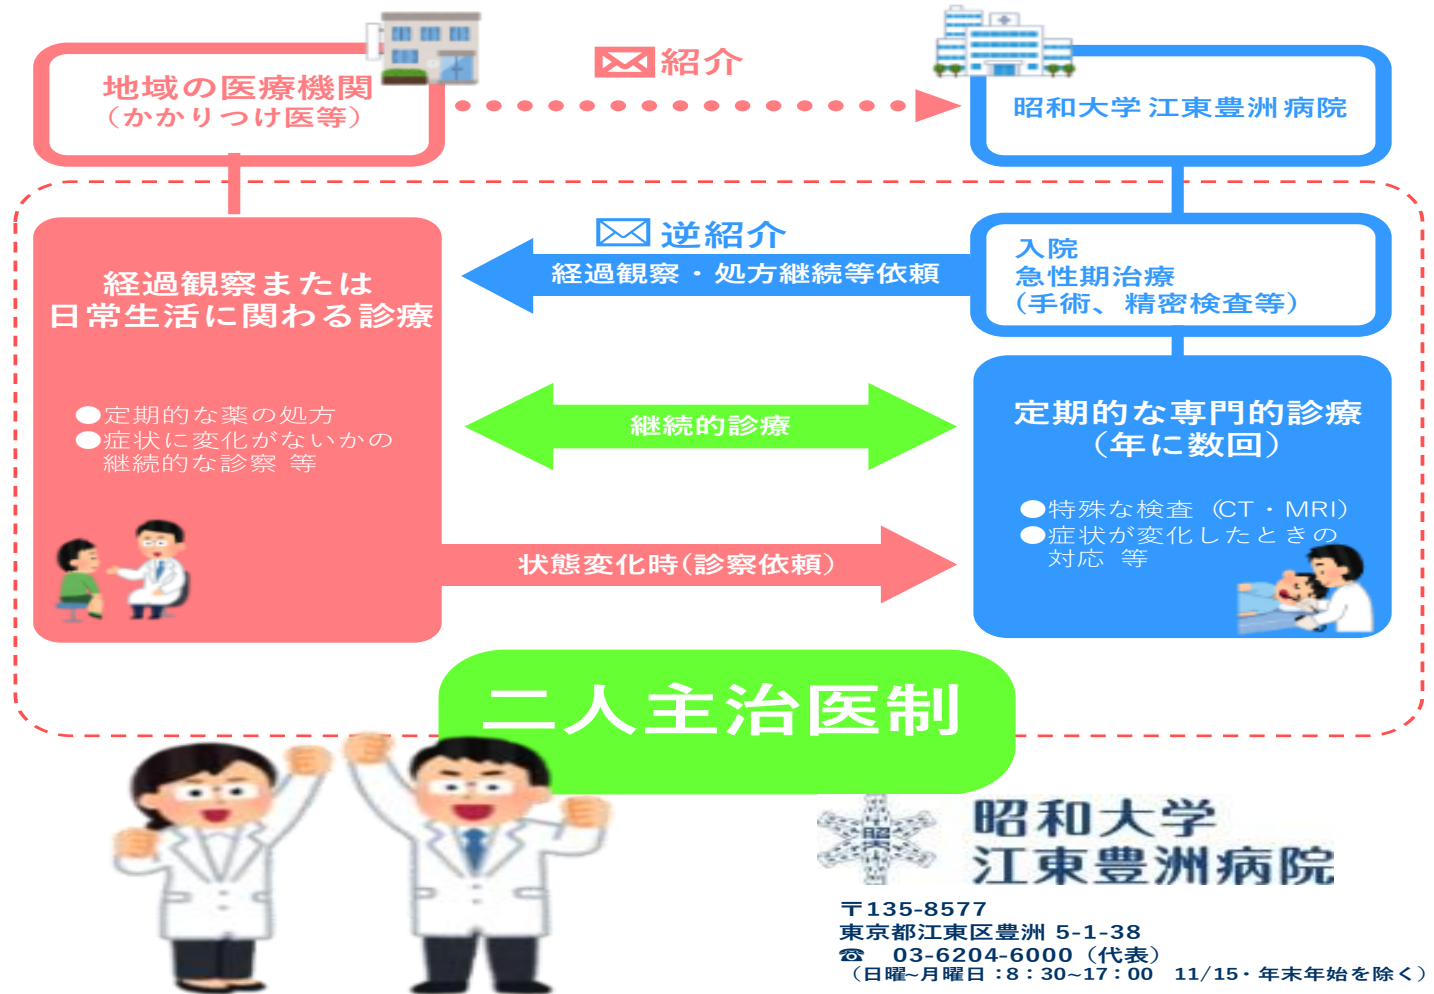 地域の医療機関
（かかりつけ医等）
紹介
昭和大学 江東豊洲 病院
逆紹介
経過観察・処方継続等依頼
入院
急性期治療
（手術、精密検査等）
経過観察または
日常生活に関わる診療
●定期的な薬の処方
●症状に変化がないかの
継続的な診察 等
継続的診療
定期的な専門的診療
（年に数回）
●特殊な検査（CT・MRI）
●症状が変化したときの
対応 等
状態変化時（診察依頼）
二人主治医制
昭
昭和大学
江東豊洲病院
〒135-8577
東京都江東区豊洲 5-1-38
☎ 03-6204-6000（代表）
（日曜~月曜日：8：30~17：00 11/15・年末年始を除く）